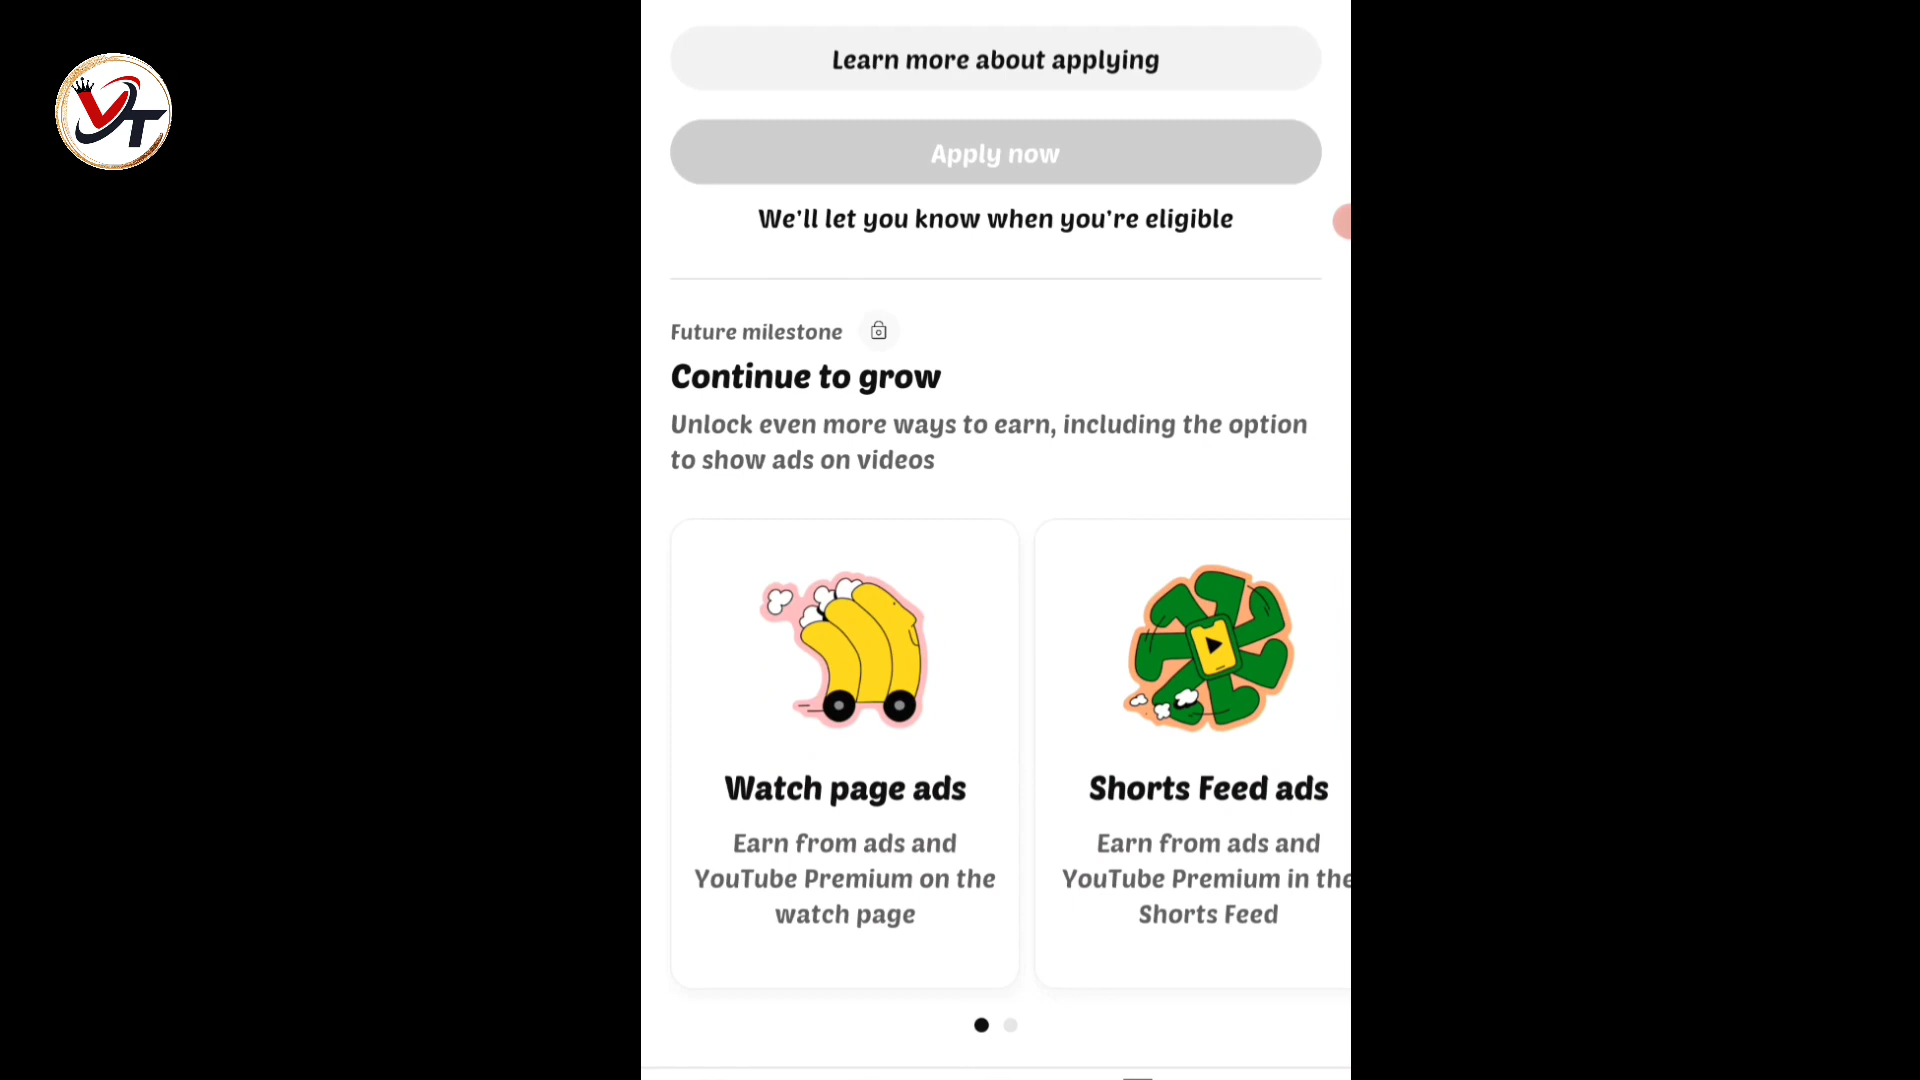 VT
Learn more about applying
Apply now
We'll let you know when you're eligible
Future milestone
Continue to grow
Unlock even more ways to earn, including the option
to show ads on videos
Watch page ads
Earn from ads and
YouTube Premium on the
watch page
Shorts Feed ads
Earn from ads and
YouTube Premium in the
Shorts Feed